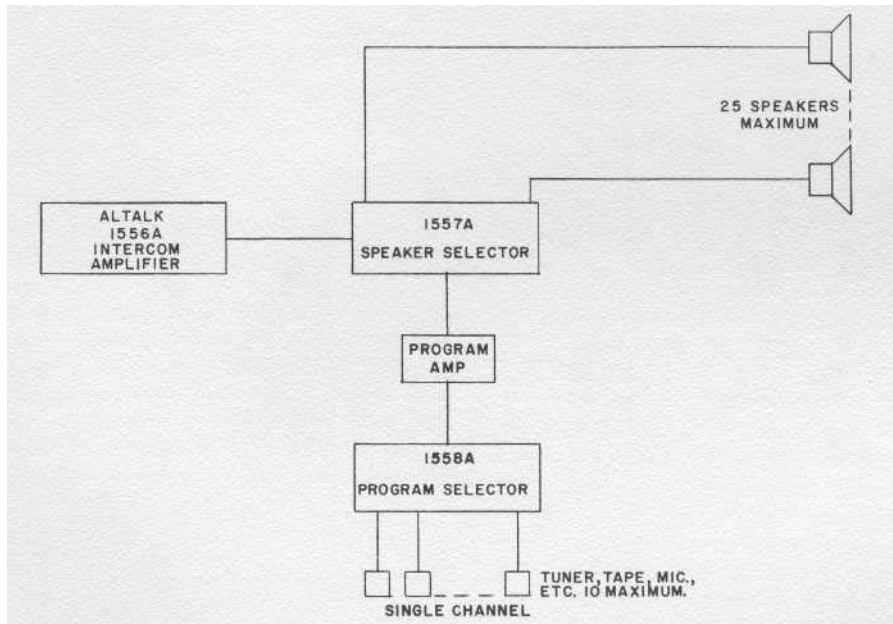 25 SPEAKERS
MAXIMUM
ALTALK
1556A
INTERCOM
AMPLIFIER
1557A
SPEAKER SELECTOR
PROGRAM
AMP
1558A
PROGRAM SELECTOR
TUNER, TAPE, MIC.,
ETC. 10 MAXIMUM.
SINGLE CHANNEL